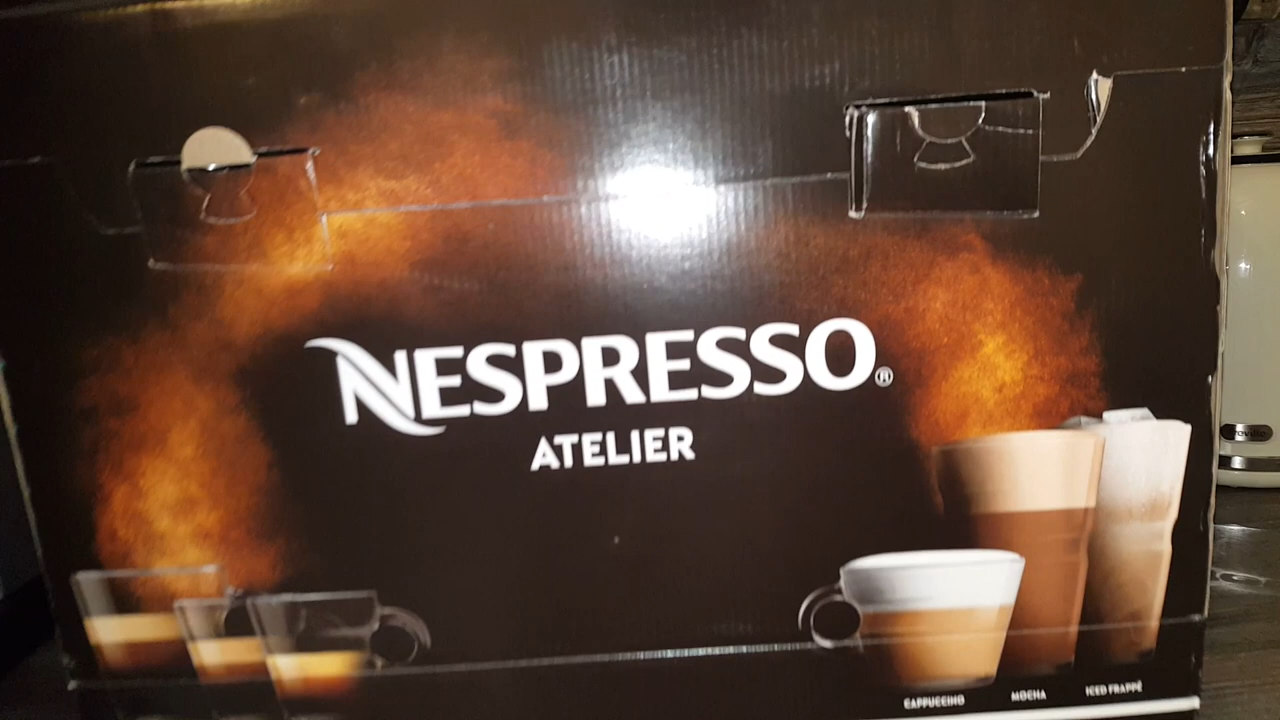 NESPRESSO®
ATELIER
CAPPUCCINO
MOCHA
ICED FRAPPÉ